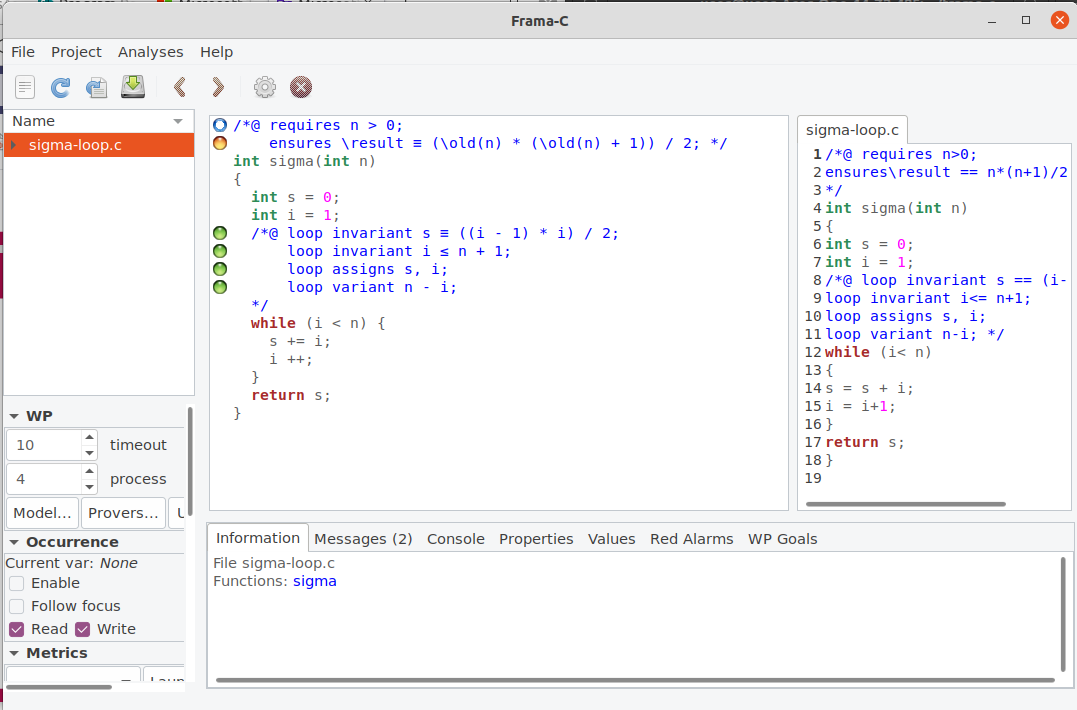 Frama-C
File Project Analyses Help
Name
sigma-loop.c
/*@ requires n > 0;
ensures \result ≡ (\old(n) * (\old(n) + 1)) / 2; */
int sigma(int n)
{
int s = 0;
int i = 1;
/*@ loop invariant s ≡ ((i - 1) * i) / 2;
loop invariant i ≤ n + 1;
loop assigns s, i;
loop variant n - i;
*/
while (i < n) {
s += i;
i ++;
}
return s;
}
sigma-loop.c
1 /*@ requires n>0;
2 ensures\result == n*(n+1)/2
3 */
4 int sigma(int n)
5 {
6 int s = 0;
7 int i = 1;
8 /*@ loop invariant s == (i-
9 loop invariant i<= n+1;
10 loop assigns s, i;
11 loop variant n-i; */
12 while (i< n)
13 {
14 s = s + i;
15 i = i+1;
16 }
17 return s;
18 }
19
WP
10 timeout
4 process
Model... Provers...
Occurrence
Current var: None
Enable
Follow focus
Read Write
Metrics
Information Messages (2) Console Properties Values Red Alarms WP Goals
File sigma-loop.c
Functions: sigma